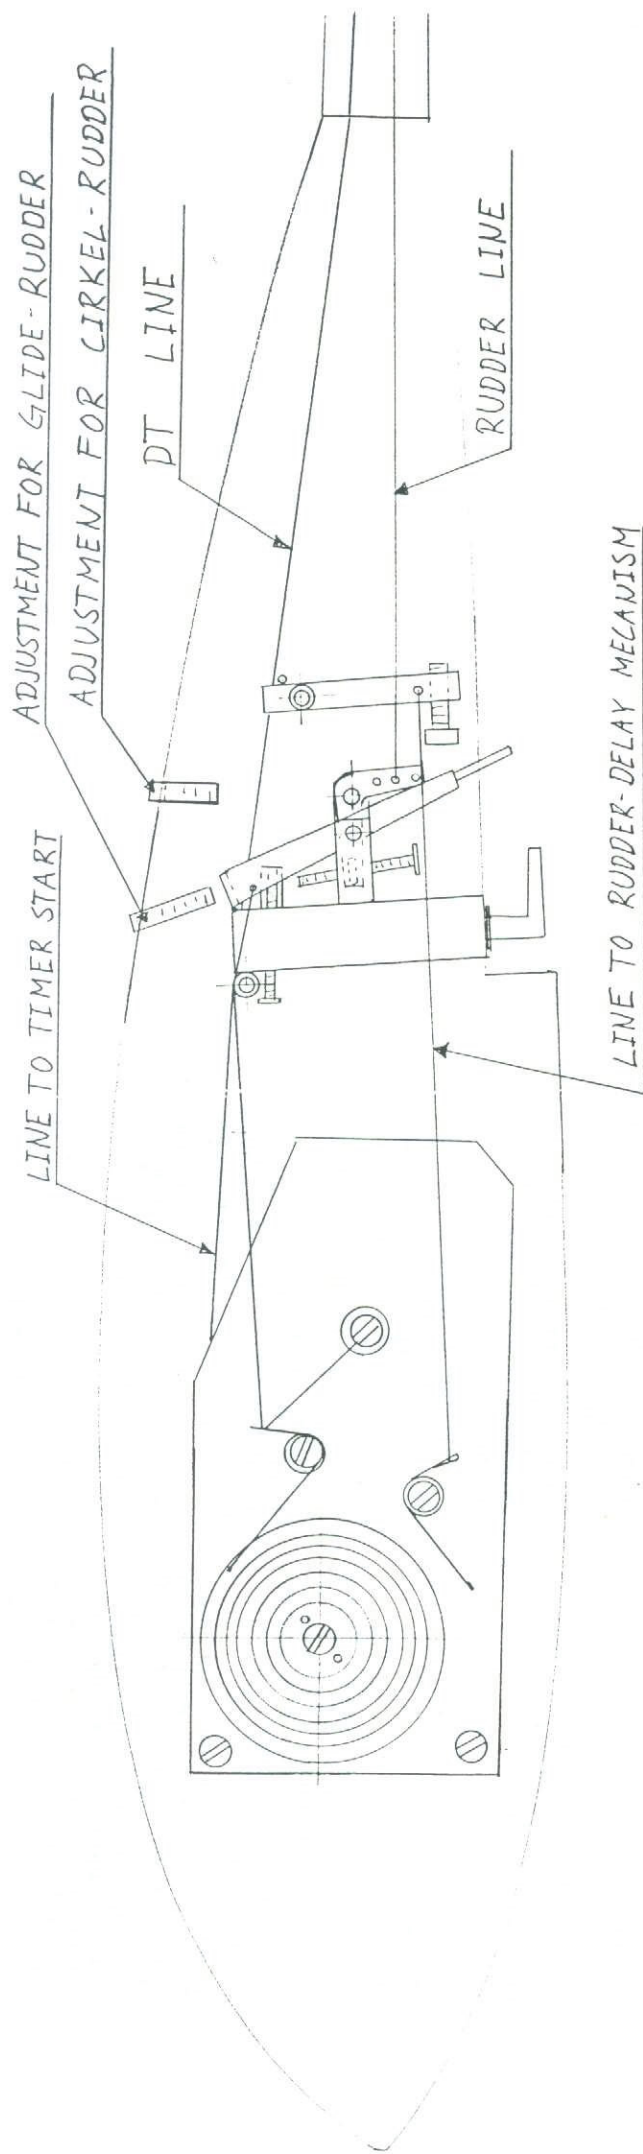 ADJUSTMENT FOR GLIDE-RUDDER
ADJUSTMENT FOR CIRKEL-RUDDER
LINE TO TIMER START
DT LINE
RUDDER LINE
LINE TO RUDDER-DELAY MECANISM